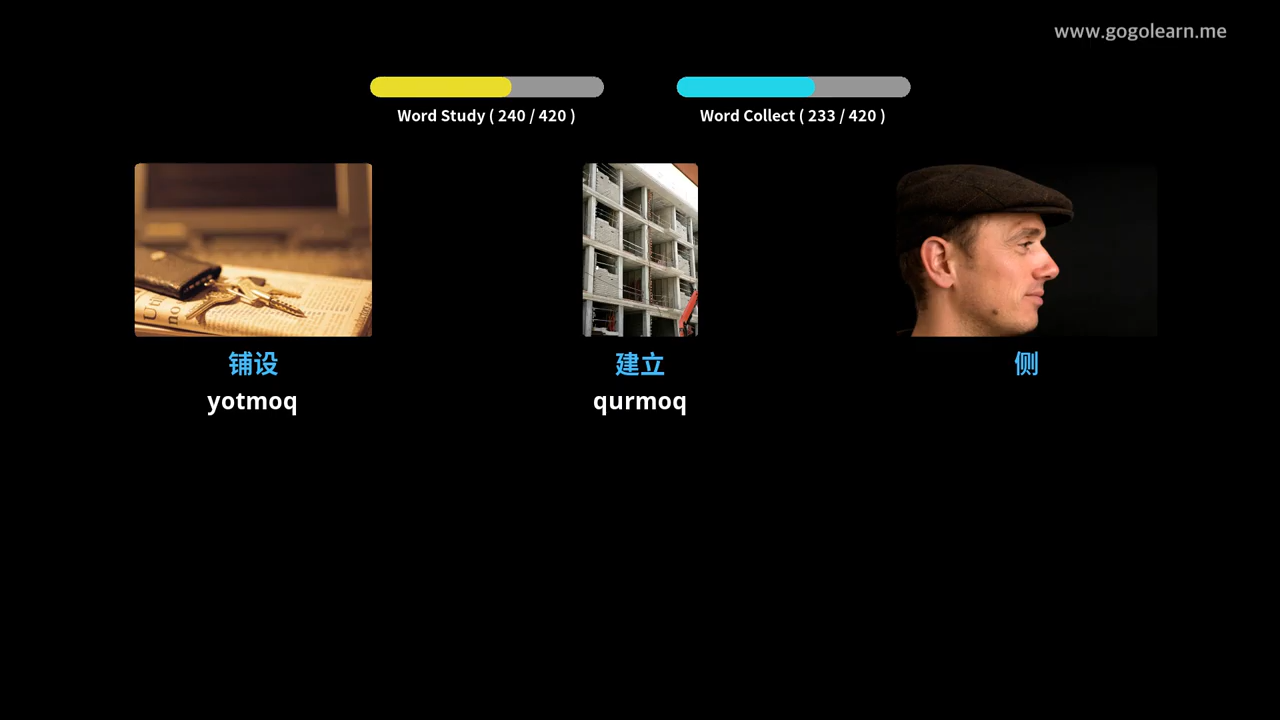 www.gogolearn.me
Word Study ( 240 / 420 )
Word Collect ( 233 / 420 )
铺设
建立
侧
yotmoq
qurmoq